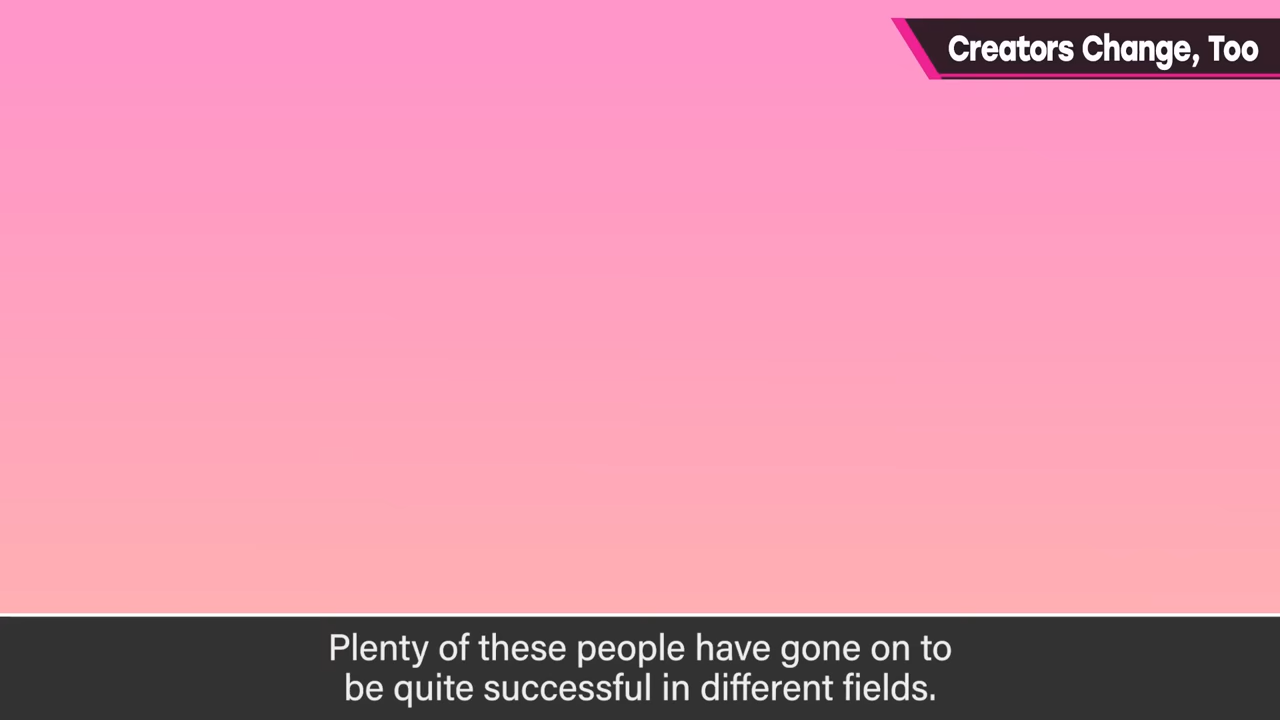 Creators Change, Too
Plenty of these people have gone on to
be quite successful in different fields.